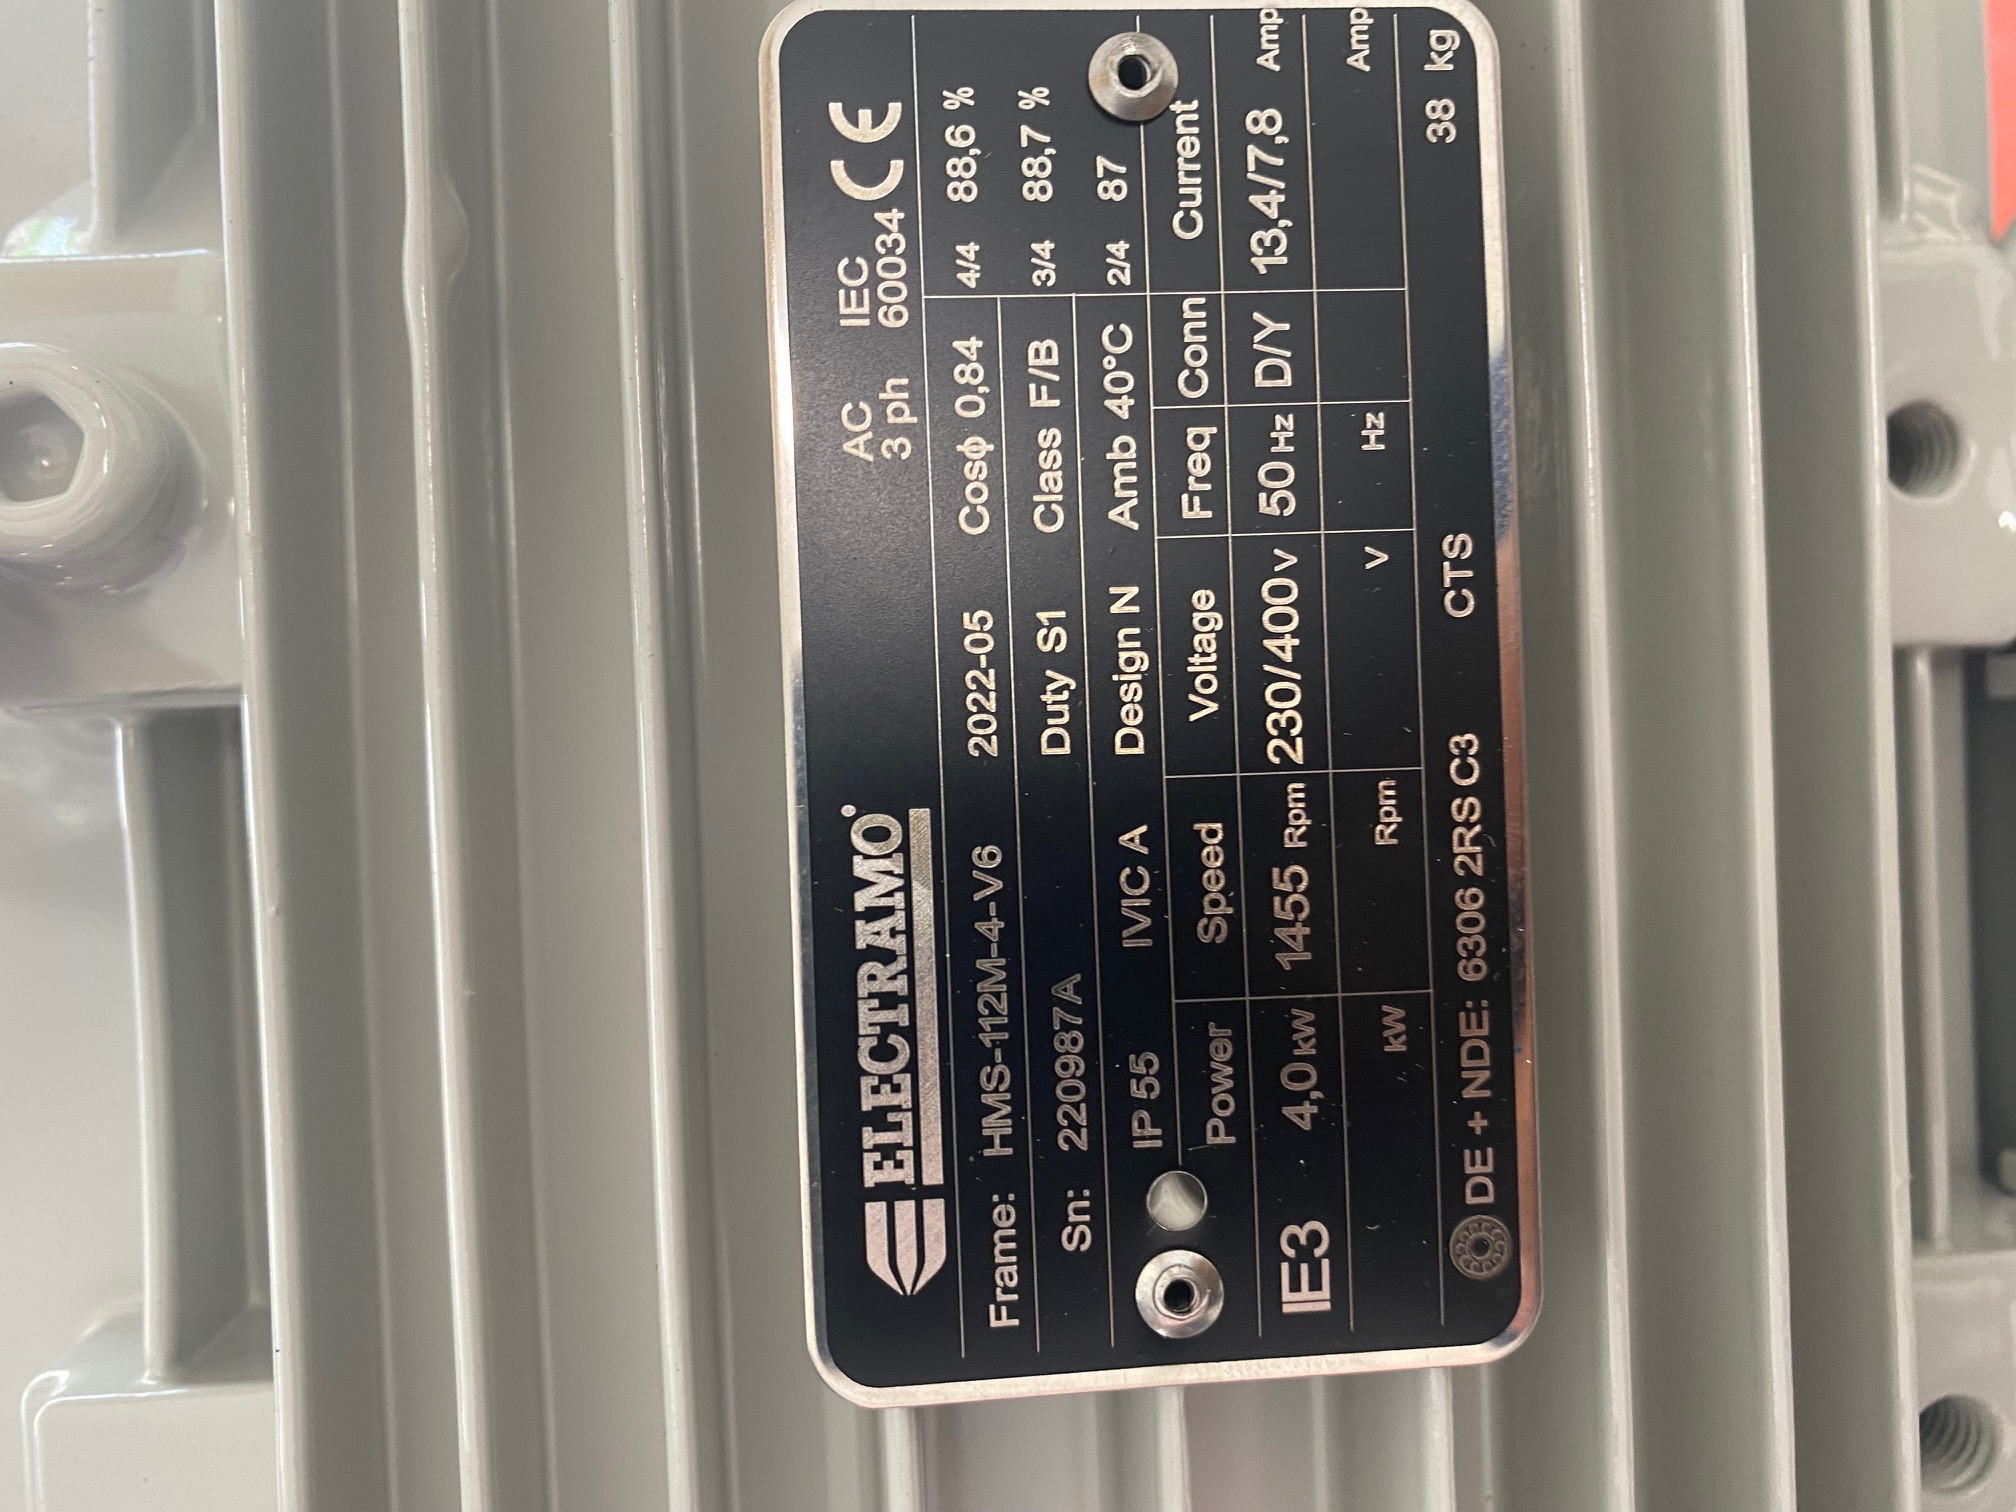 ELECTRAMO
AC
3 ph
IEC
60034
CE
Frame: HMS-112M-4-V6 2022-05 Cosϕ 0,84 4/4 88,6 %
Sn: 220987A Duty S1 Class F/B 3/4 88,7 %
IP 55 IVIC A Design N Amb 40°C 2/4 87
Power Speed Voltage Freq Conn Current
IE3 4,0 kW 1455 Rpm 230/400 V 50 Hz D/Y 13,4/7,8 Amp
kW Rpm V Hz Amp
DE + NDE: 6306 2RS C3 CTS 38 kg